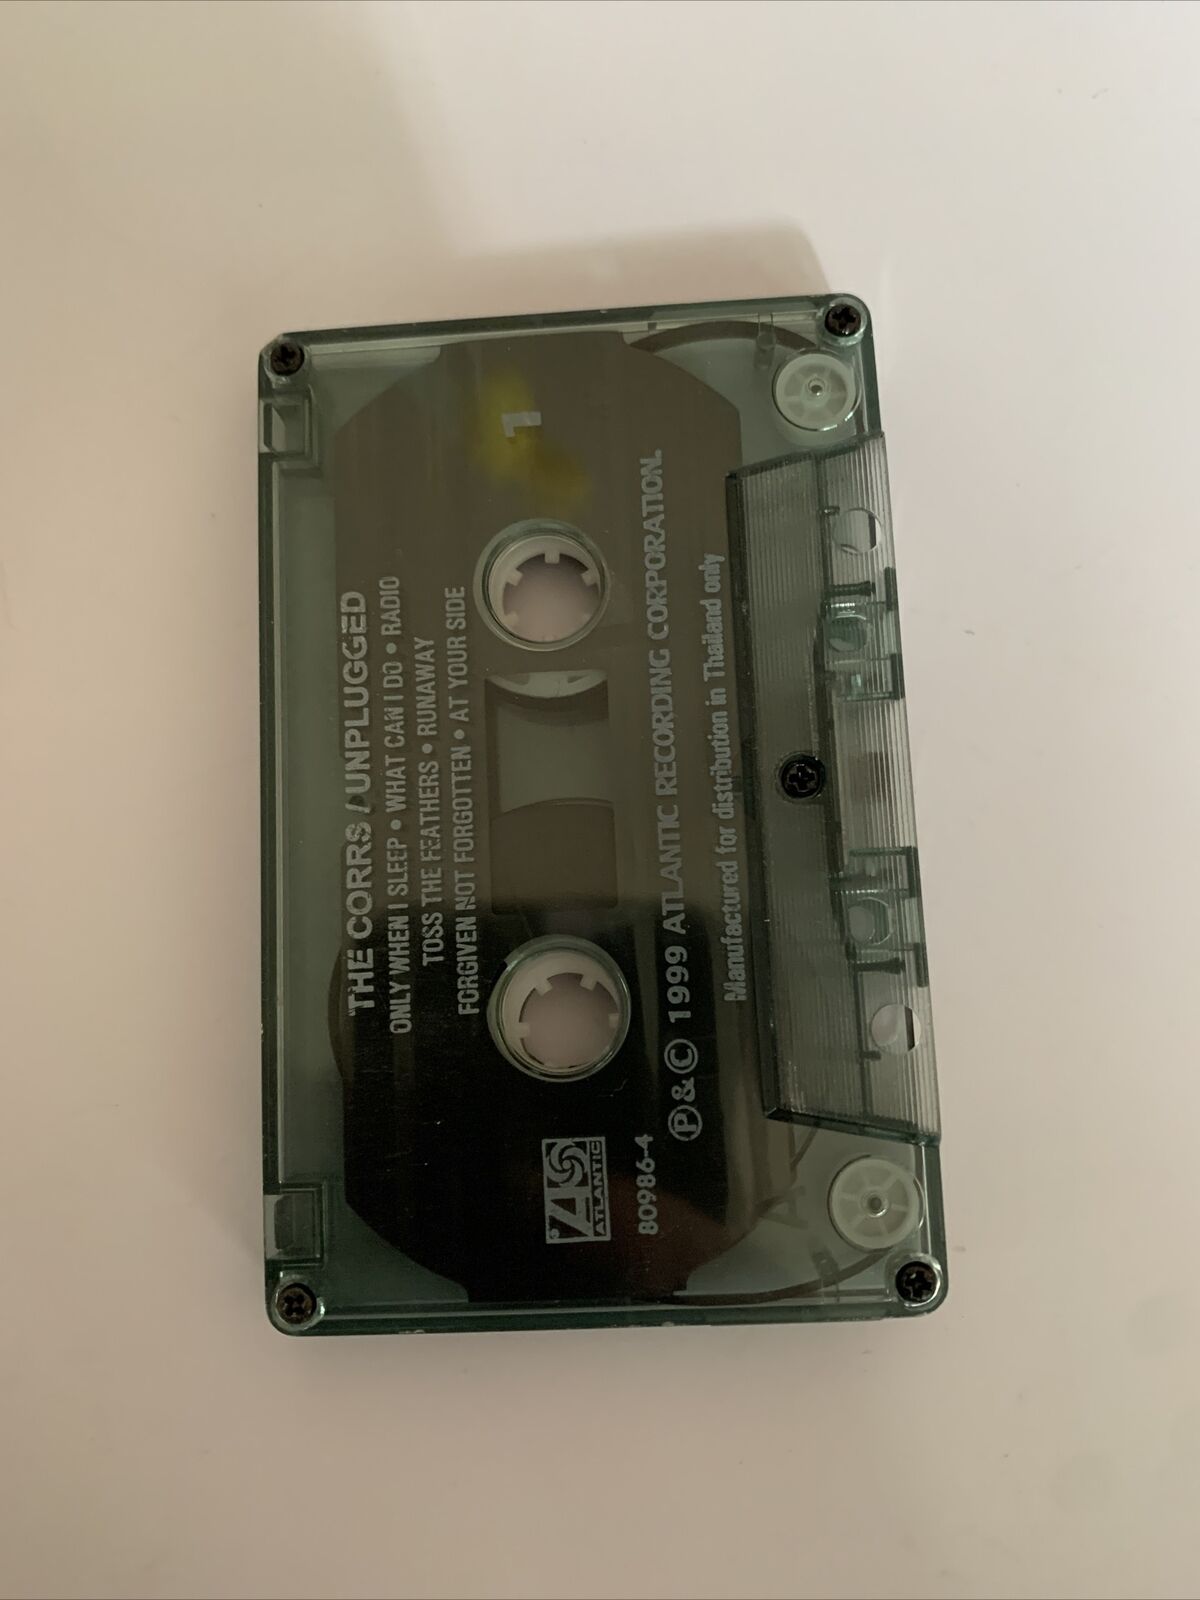 THE CORRS / UNPLUGGED
ONLY WHEN I SLEEP • WHAT CAN I DO • RADIO
TOSS THE FEATHERS • RUNAWAY
FORGIVEN NOT FORGOTTEN • AT YOUR SIDE
1
ATLANTIC
80986-4
℗&© 1999 ATLANTIC RECORDING CORPORATION.
Manufactured for distribution in Thailand only